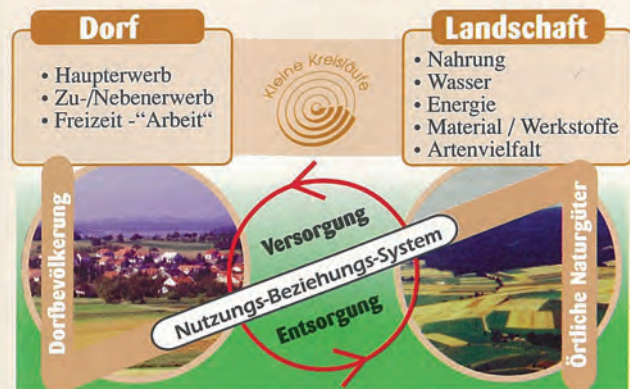 Dorf
• Haupterwerb
• Zu-/Nebenerwerb
• Freizeit -“Arbeit“
Kleine Kreisläufe
Landschaft
• Nahrung
• Wasser
• Energie
• Material / Werkstoffe
• Artenvielfalt
Dorfbevölkerung
Versorgung
Nutzungs-Beziehungs-System
Entsorgung
Örtliche Naturgüter